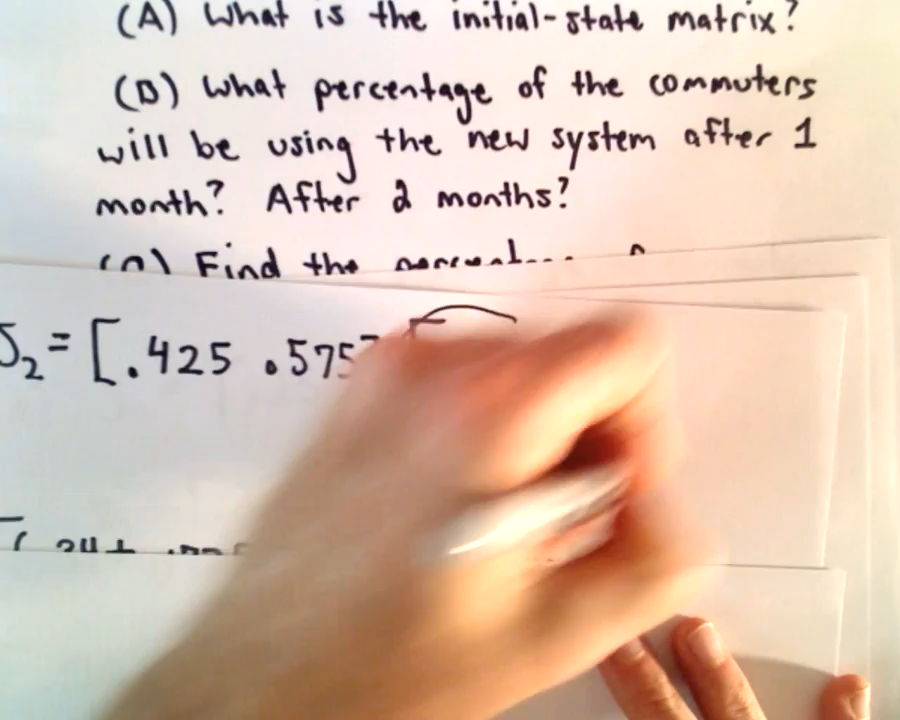 (A) What is the initial-state matrix?
(B) What percentage of the commuters
will be using the new system after 1
month? After 2 months?
Find the
S₂ = [.425 .575]